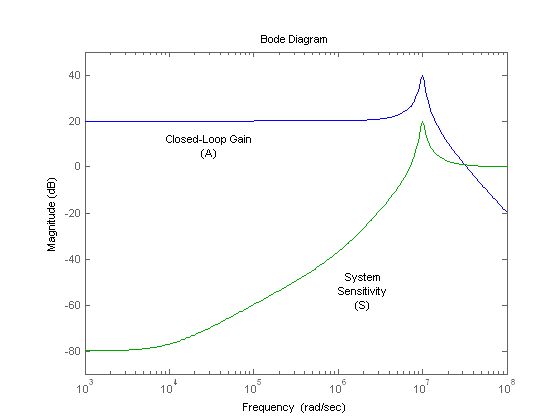 Bode Diagram
40
20
0
-20
-40
-60
-80
Magnitude (dB)
Closed-Loop Gain
(A)
System
Sensitivity
(S)
10^3
10^4
10^5
10^6
10^7
10^8
Frequency (rad/sec)